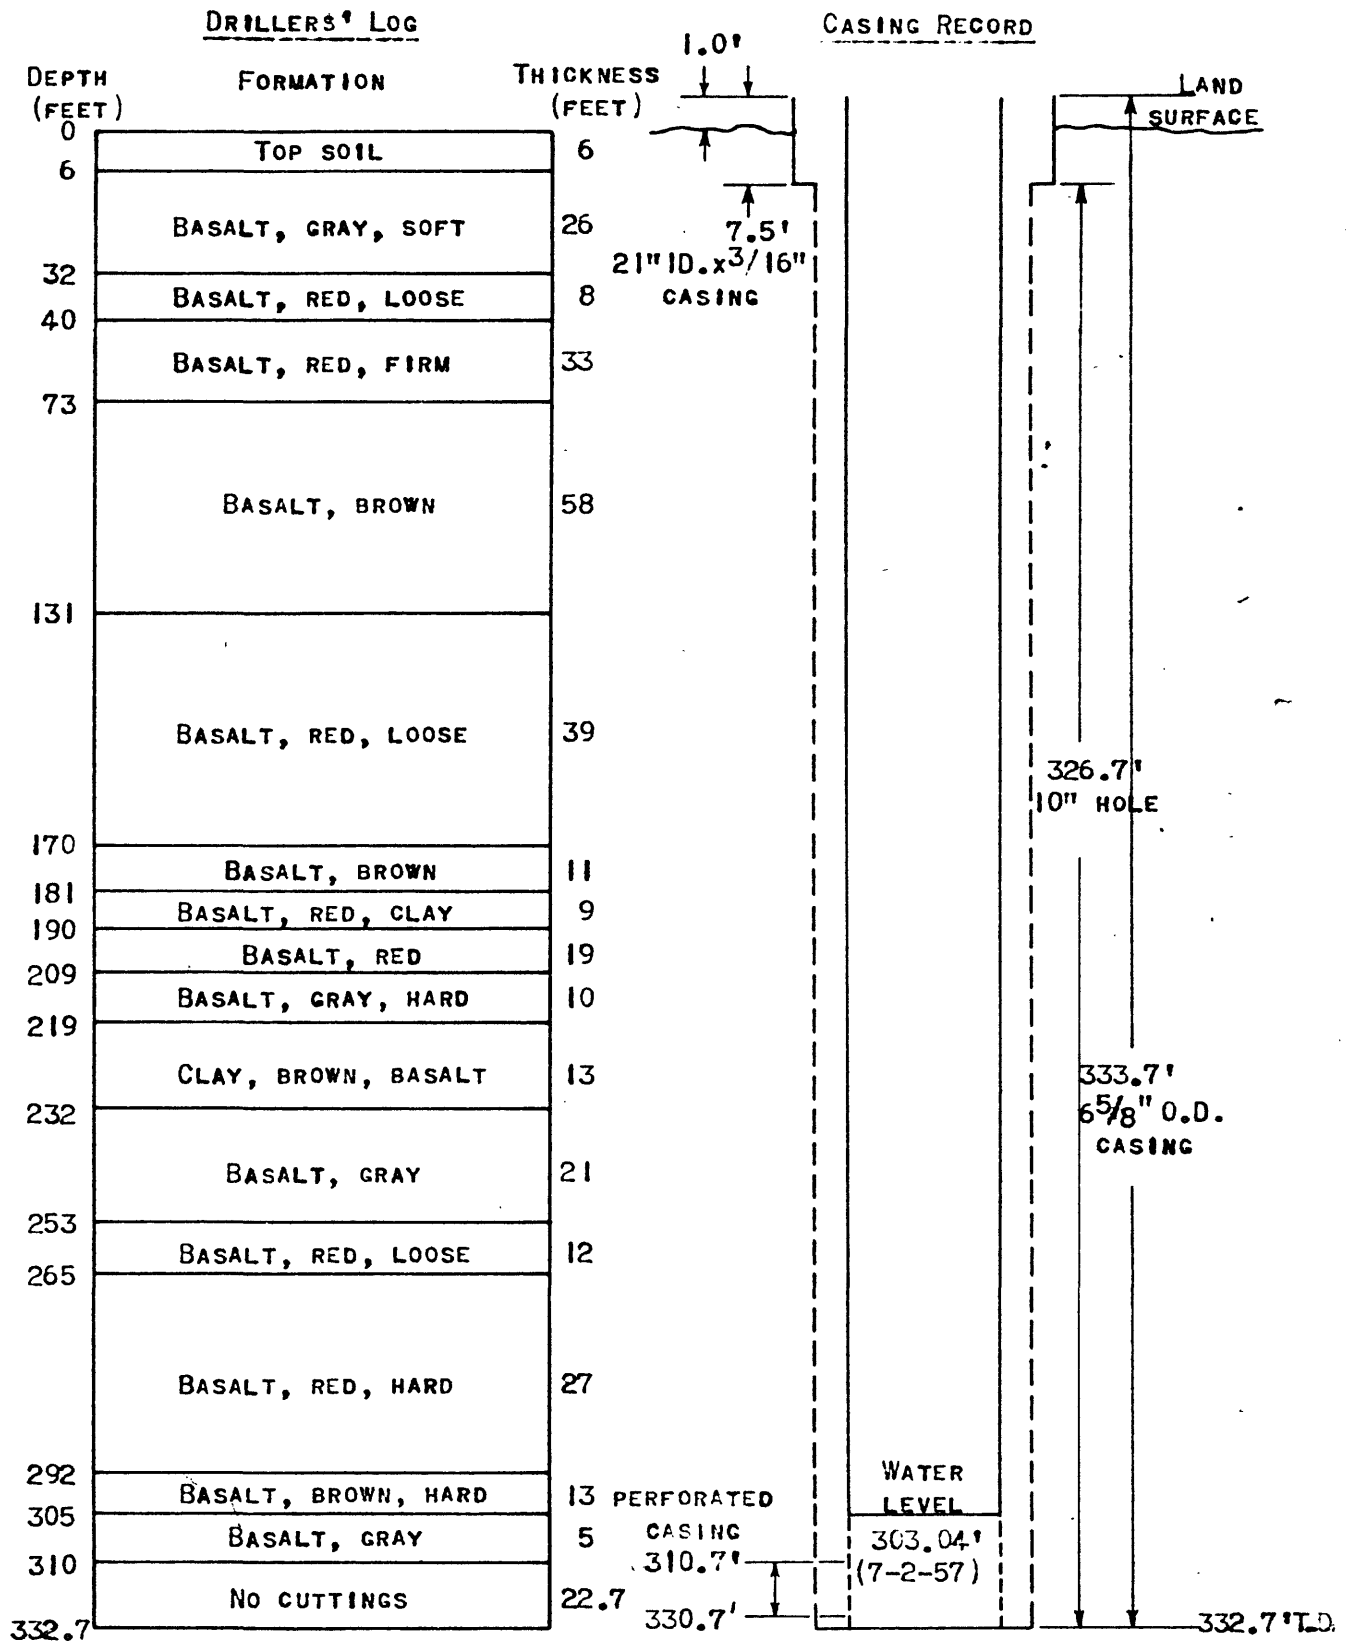 DRILLERS' LOG
DEPTH
(FEET)
FORMATION
THICKNESS
(FEET)
0
TOP SOIL
6
6
BASALT, GRAY, SOFT
26
32
BASALT, RED, LOOSE
8
40
BASALT, RED, FIRM
33
73
BASALT, BROWN
58
131
BASALT, RED, LOOSE
39
170
BASALT, BROWN
11
181
BASALT, RED, CLAY
9
190
BASALT, RED
19
209
BASALT, GRAY, HARD
10
219
CLAY, BROWN, BASALT
13
232
BASALT, GRAY
21
253
BASALT, RED, LOOSE
12
265
BASALT, RED, HARD
27
292
BASALT, BROWN, HARD
13
305
BASALT, GRAY
5
310
NO CUTTINGS
22.7
332.7
CASING RECORD
1.0'
LAND
SURFACE
7.5'
21" ID. x 3/16"
CASING
326.7'
10" HOLE
333.7'
6 5/8" O.D.
CASING
WATER
LEVEL
303.04'
(7-2-57)
PERFORATED
CASING
310.7'
330.7'
332.7' T.D.